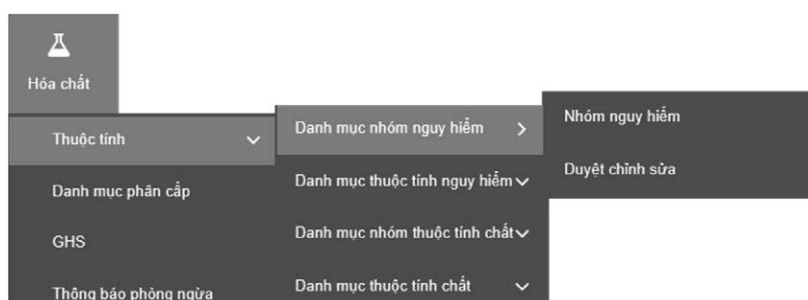 Hóa chất
Thuộc tính
Danh mục phân cấp
GHS
Thông báo phòng ngừa
Danh mục nhóm nguy hiểm
Danh mục thuộc tính nguy hiểm
Danh mục nhóm thuộc tính chất
Danh mục thuộc tính chất
Nhóm nguy hiểm
Duyệt chỉnh sửa